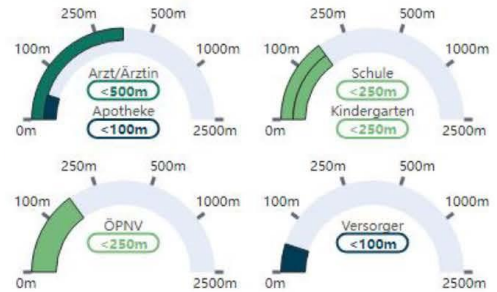 250m 500m
100m 1000m
Arzt/Ärztin
<500m
Apotheke
<100m
0m 2500m
250m 500m
100m 1000m
Schule
<250m
Kindergarten
<250m
0m 2500m
250m 500m
100m 1000m
ÖPNV
<250m
0m 2500m
250m 500m
100m 1000m
Versorger
<100m
0m 2500m